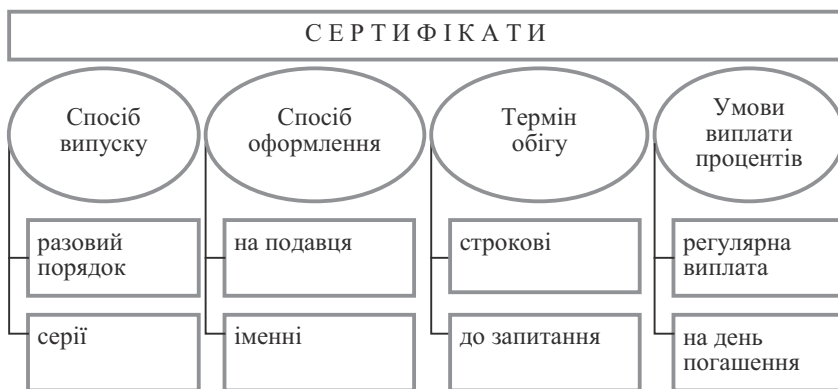 С Е Р Т И Ф І К А Т И
Спосіб
випуску
Спосіб
оформлення
Термін
обігу
Умови
виплати
процентів
разовий
порядок
на подавця
строкові
регулярна
виплата
серії
іменні
до запитання
на день
погашення